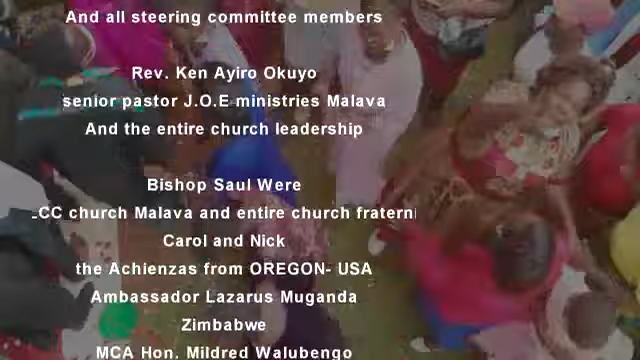 And all steering committee members
Rev. Ken Ayiro Okuyo
senior pastor J.O.E ministries Malava
And the entire church leadership
Bishop Saul Were
church Malava and entire church
Carol and Nick
the Achienzas from OREGON- USA
Ambassador Lazarus Muganda
Zimbabwe
MCA Hon. Mildred Walubengo